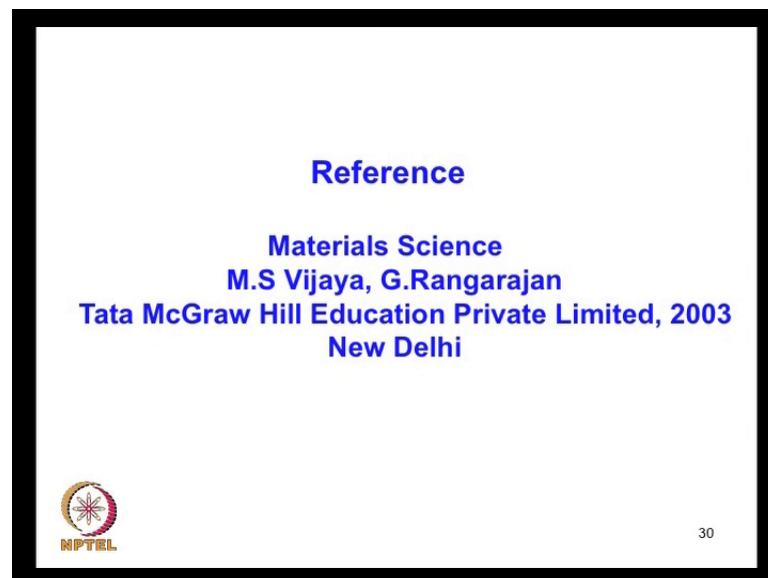 Reference
Materials Science
M.S Vijaya, G.Rangarajan
Tata McGraw Hill Education Private Limited, 2003
New Delhi
NPTEL
30